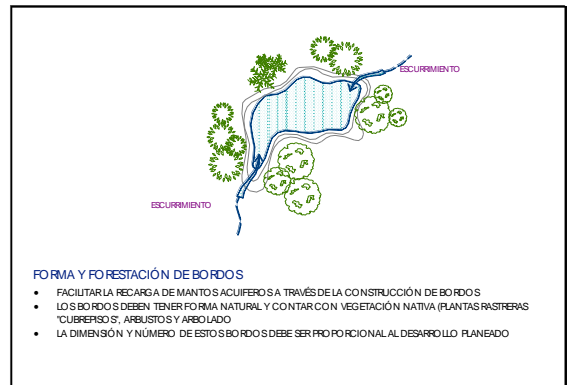 ESCURRIMIENTO
ESCURRIMIENTO
FORMA Y FORESTACIÓN DE BORDOS
• FACILITAR LA RECARGA DE MANTOS ACUIFEROS A TRAVÉS DE LA CONSTRUCCIÓN DE BORDOS
• LOS BORDOS DEBEN TENER FORMA NATURAL Y CONTAR CON VEGETACIÓN NATIVA (PLANTAS RASTRERAS
"CUBREPISOS", ARBUSTOS Y ARBOLADO
• LA DIMENSIÓN Y NÚMERO DE ESTOS BORDOS DEBE SER PROPORCIONAL AL DESARROLLO PLANEADO